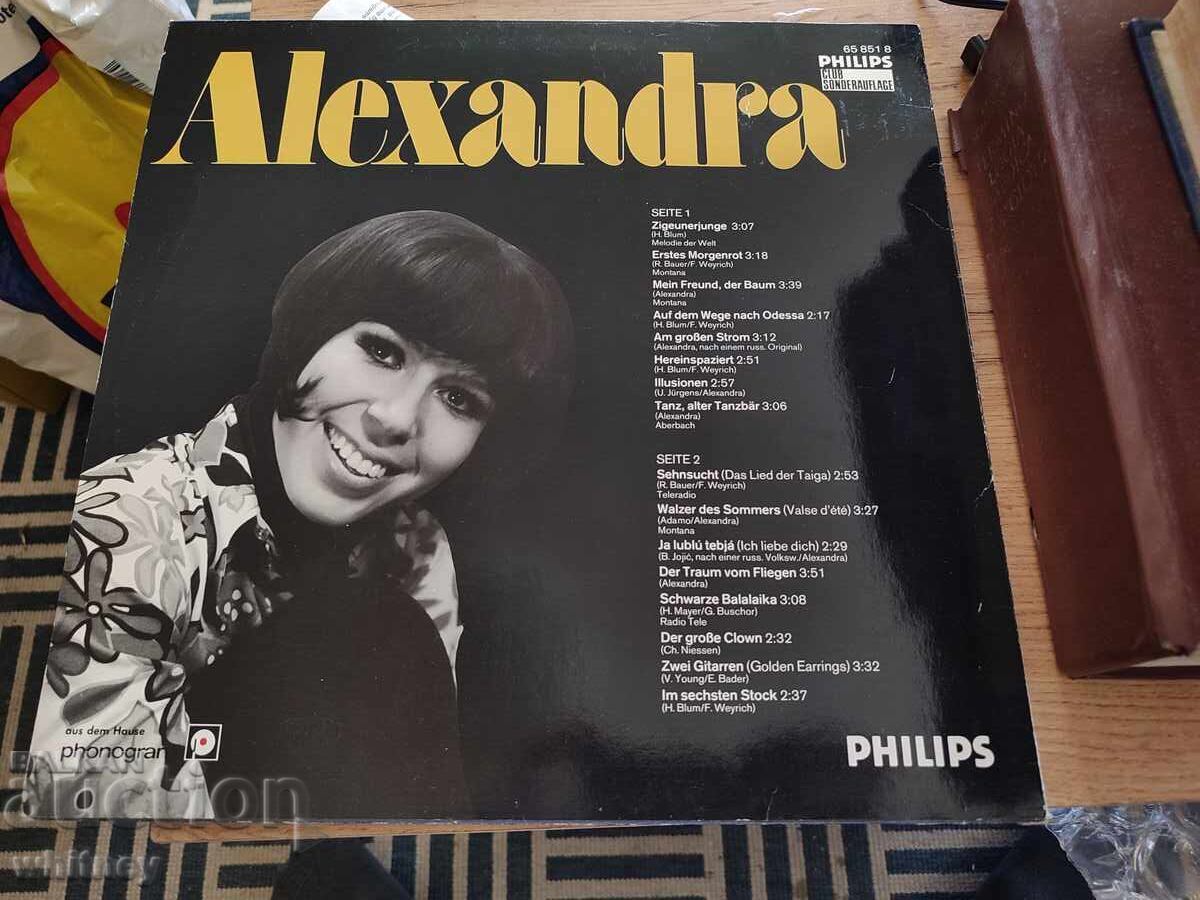 65 851 8
PHILIPS
CLUB
SONDERAUFLAGE
Alexandra
SEITE 1
Zigeunerjunge 3:07
(H. Blum)
Melodie der Welt
Erstes Morgenrot 3:18
(R. Bauer/F. Weyrich)
Montana
Mein Freund, der Baum 3:39
(Alexandra)
Montana
Auf dem Wege nach Odessa 2:17
(H. Blum/F. Weyrich)
Am großen Strom 3:12
(Alexandra, nach einem russ. Original)
Hereinspaziert 2:51
(H. Blum/F. Weyrich)
Illusionen 2:57
(U. Jürgens/Alexandra)
Tanz, alter Tanzbär 3:06
(Alexandra)
Aberbach
SEITE 2
Sehnsucht (Das Lied der Taiga) 2:53
(R. Bauer/F. Weyrich)
Teleradio
Walzer des Sommers (Valse d'été) 3:27
(Adamo/Alexandra)
Montana
Ja lublú tebjá (Ich liebe dich) 2:29
(B. Jojić, nach einer russ. Volksw./Alexandra)
Der Traum vom Fliegen 3:51
(Alexandra)
Schwarze Balalaika 3:08
(H. Mayer/G. Buschor)
Radio Tele
Der große Clown 2:32
(Ch. Niessen)
Zwei Gitarren (Golden Earrings) 3:32
(V. Young/E. Bader)
Im sechsten Stock 2:37
(H. Blum/F. Weyrich)
aus dem Hause
phonogram
PHILIPS
BALKAN
auction
whitney